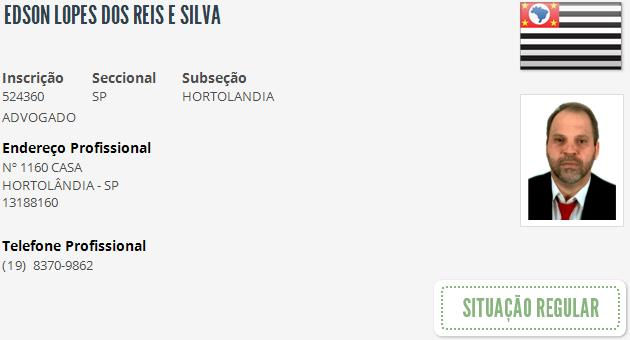 EDSON LOPES DOS REIS E SILVA
Inscrição Seccional Subseção
524360 SP HORTOLANDIA
ADVOGADO
Endereço Profissional
Nº 1160 CASA
HORTOLÂNDIA - SP
13188160
Telefone Profissional
(19) 8370-9862
SITUAÇÃO REGULAR